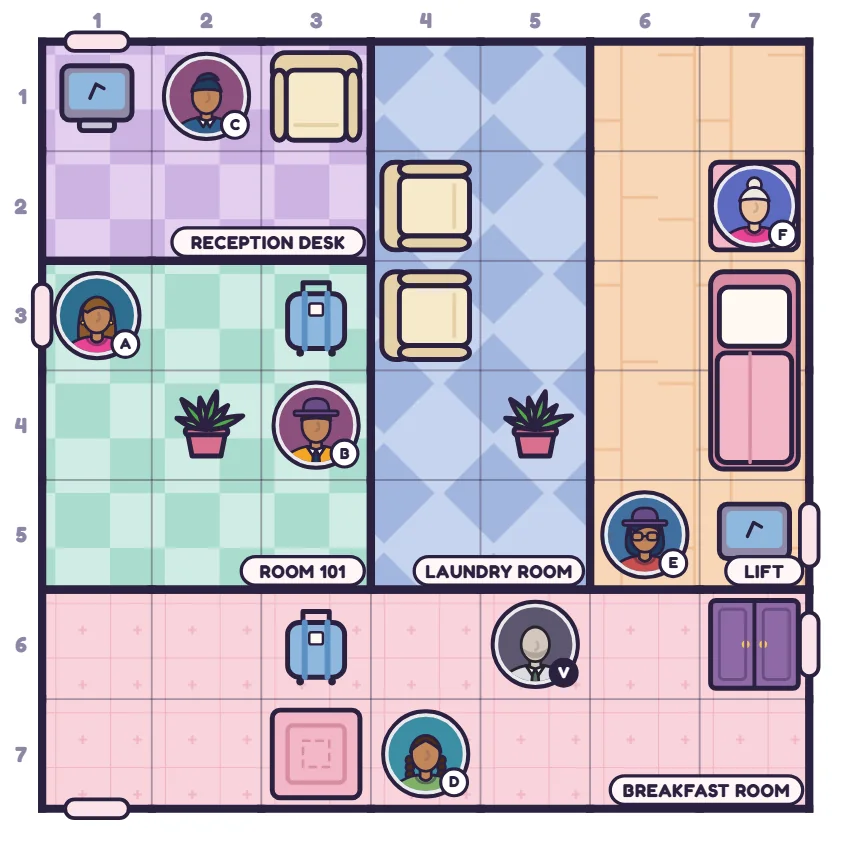 1 2 3 4 5 6 7
1
C
2
F
RECEPTION DESK
3
A
4
B
5
E
ROOM 101
LAUNDRY ROOM
LIFT
6
V
7
D
BREAKFAST ROOM